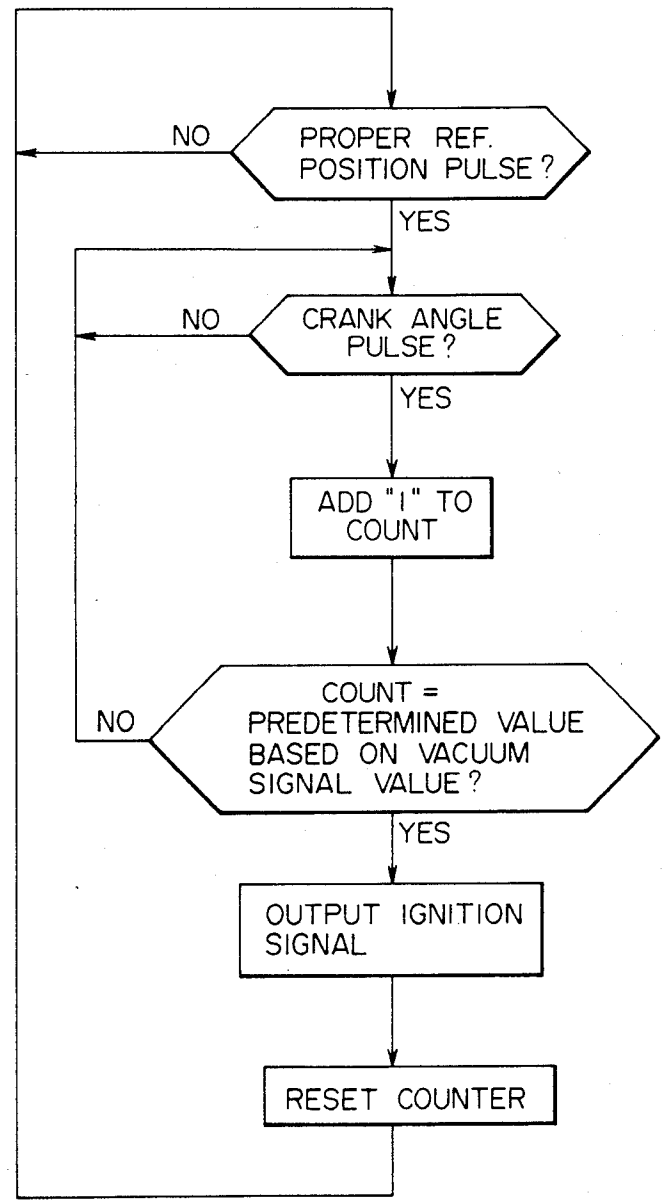 NO
PROPER REF.
POSITION PULSE?
YES
NO
CRANK ANGLE
PULSE?
YES
ADD "1" TO
COUNT
COUNT =
NO
PREDETERMINED VALUE
BASED ON VACUUM
SIGNAL VALUE?
YES
OUTPUT IGNITION
SIGNAL
RESET COUNTER